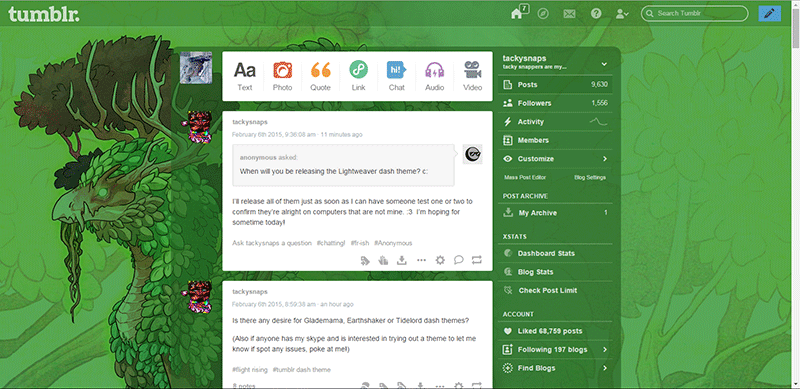 tumblr.
7
Search Tumblr
Aa
hi!
Text Photo Quote Link Chat Audio Video
tackysnaps
tacky snappers are my...
Posts 9,630
Followers 1,556
Activity
Members
Customize
Mass Post Editor Blog Settings
POST ARCHIVE
My Archive 1
XSTATS
Dashboard Stats
Blog Stats
Check Post Limit
ACCOUNT
Liked 68,759 posts
Following 197 blogs
Find Blogs
tackysnaps
February 6th 2015, 9:36:08 am · 11 minutes ago
anonymous asked:
When will you be releasing the Lightweaver dash theme? c:
I'll release all of them just as soon as I can have someone test one or two to
confirm they're alright on computers that are not mine. :3 I'm hoping for
sometime today!
Ask tackysnaps a question #chatting! #fr-ish #Anonymous
tackysnaps
February 6th 2015, 8:59:38 am · an hour ago
Is there any desire for Glademama, Earthshaker or Tidelord dash themes?
(Also if anyone has my skype and is interested in trying out a theme to let me
know if spot any issues, poke at me!)
#flight rising #tumblr dash theme
8 notes